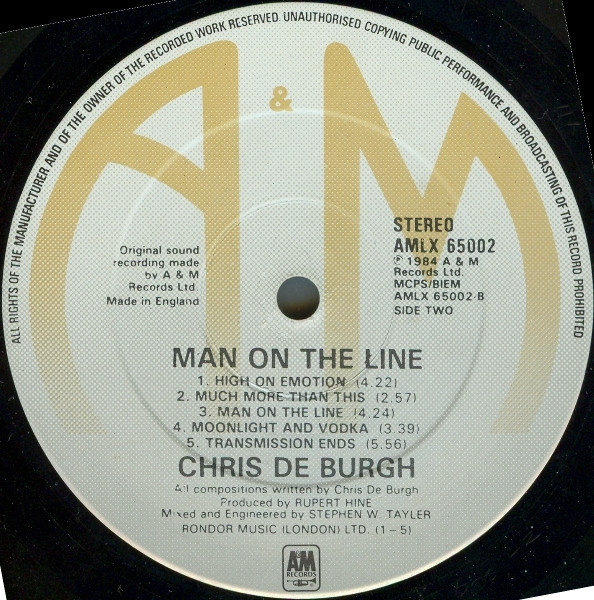 ALL RIGHTS OF THE MANUFACTURER AND OF THE OWNER OF THE RECORDED WORK RESERVED. UNAUTHORISED COPYING PUBLIC PERFORMANCE AND BROADCASTING OF THIS RECORD PROHIBITED
A & M
Original sound
recording made
by A & M
Records Ltd.
Made in England
STEREO
AMLX 65002
℗ 1984 A & M
Records Ltd.
MCPS/BIEM
AMLX 65002-B
SIDE TWO
MAN ON THE LINE
1. HIGH ON EMOTION (4.22)
2. MUCH MORE THAN THIS (2.57)
3. MAN ON THE LINE (4.24)
4. MOONLIGHT AND VODKA (3.39)
5. TRANSMISSION ENDS (5.56)
CHRIS DE BURGH
All compositions written by Chris De Burgh
Produced by RUPERT HINE
Mixed and Engineered by STEPHEN W. TAYLER
RONDOR MUSIC (LONDON) LTD. (1–5)
A&M
RECORDS